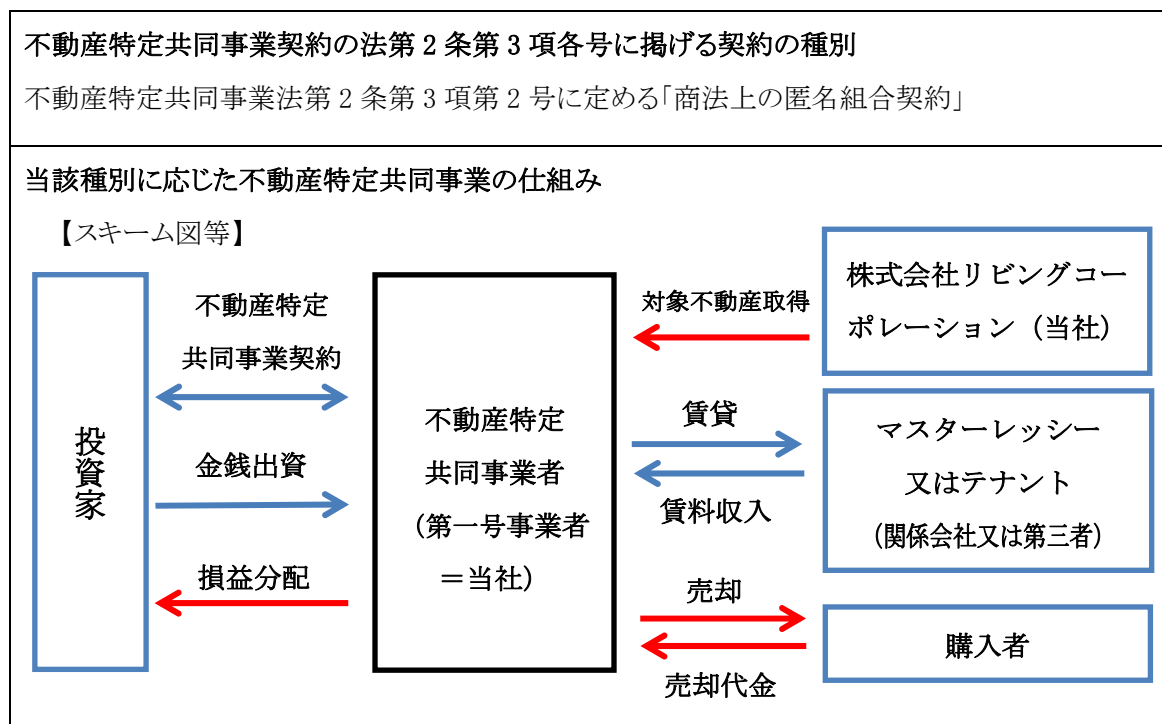 不動産特定共同事業契約の法第２条第３項各号に掲げる契約の種別
不動産特定共同事業法第２条第３項第２号に定める「商法上の匿名組合契約」
当該種別に応じた不動産特定共同事業の仕組み
【スキーム図等】
投資家
不動産特定
共同事業契約
金銭出資
損益分配
不動産特定
共同事業者
（第一号事業者
＝当社）
対象不動産取得
株式会社リビングコー
ポレーション（当社）
賃貸
賃料収入
マスターレッシー
又はテナント
（関係会社又は第三者）
売却
売却代金
購入者